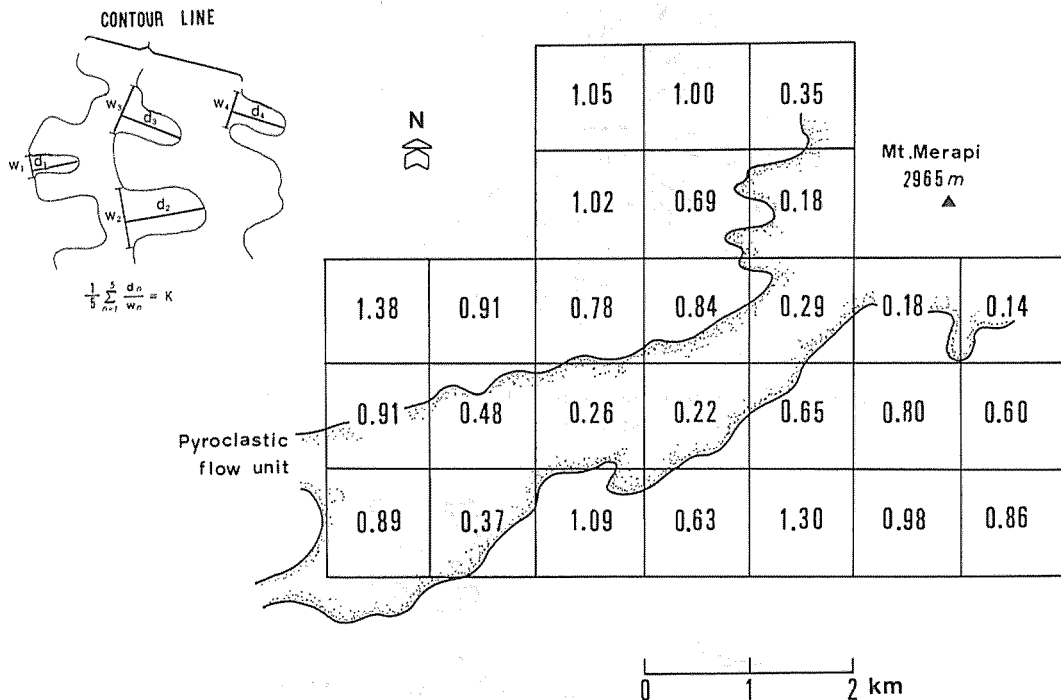 CONTOUR LINE
w₁ d₁
w₂ d₂
w₃ d₃
w₄ d₄
1/5 5 Σ n=1 dn/wn = K
N
Mt.Merapi
2965 m
1.05 1.00 0.35
1.02 0.69 0.18
1.38 0.91 0.78 0.84 0.29 0.18 0.14
0.91 0.48 0.26 0.22 0.65 0.80 0.60
Pyroclastic
flow unit
0.89 0.37 1.09 0.63 1.30 0.98 0.86
0 1 2 km